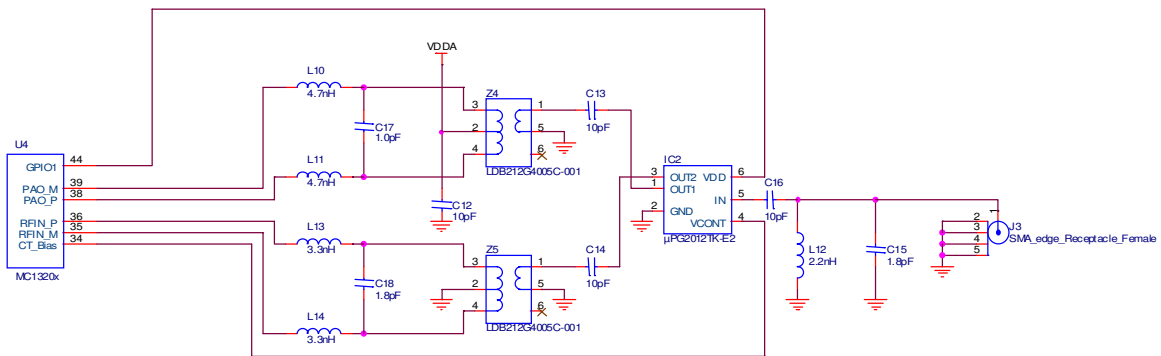 VDDA
L10
4.7nH
C17
1.0pF
L11
4.7nH
Z4
3
2
4
1
5
6
LDB212G4005C-001
C13
10pF
C12
10pF
U4
GPIO1
44
PAO_M
39
PAO_P
38
RFIN_P
36
RFIN_M
35
CT_Bias
34
MC1320x
L13
3.3nH
C18
1.8pF
L14
3.3nH
Z5
3
2
4
1
5
6
LDB212G4005C-001
C14
10pF
IC2
3 OUT2 VDD 6
1 OUT1
IN 5
2 GND
VCONT 4
µPG2012TK-E2
C16
10pF
L12
2.2nH
C15
1.8pF
2
3
4
5
1
J3
SMA_edge_Receptacle_Female